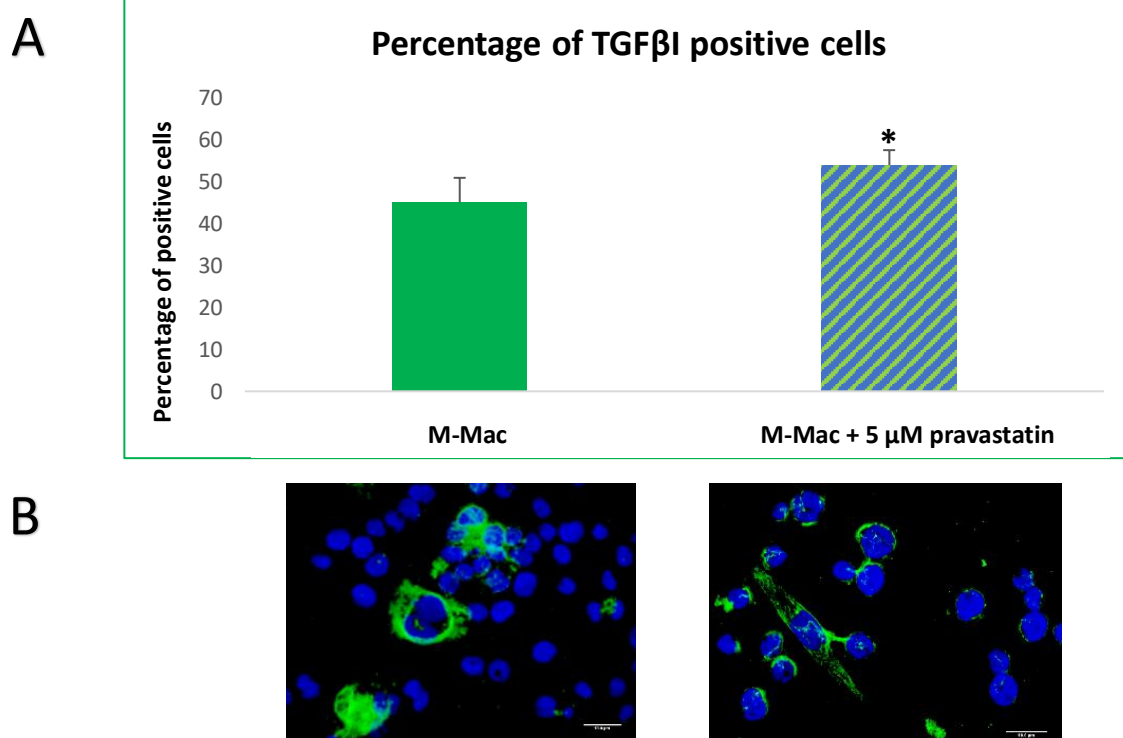 A
Percentage of TGFβI positive cells
Percentage of positive cells
70
60
50
40
30
20
10
0
*
M-Mac
M-Mac + 5 µM pravastatin
B